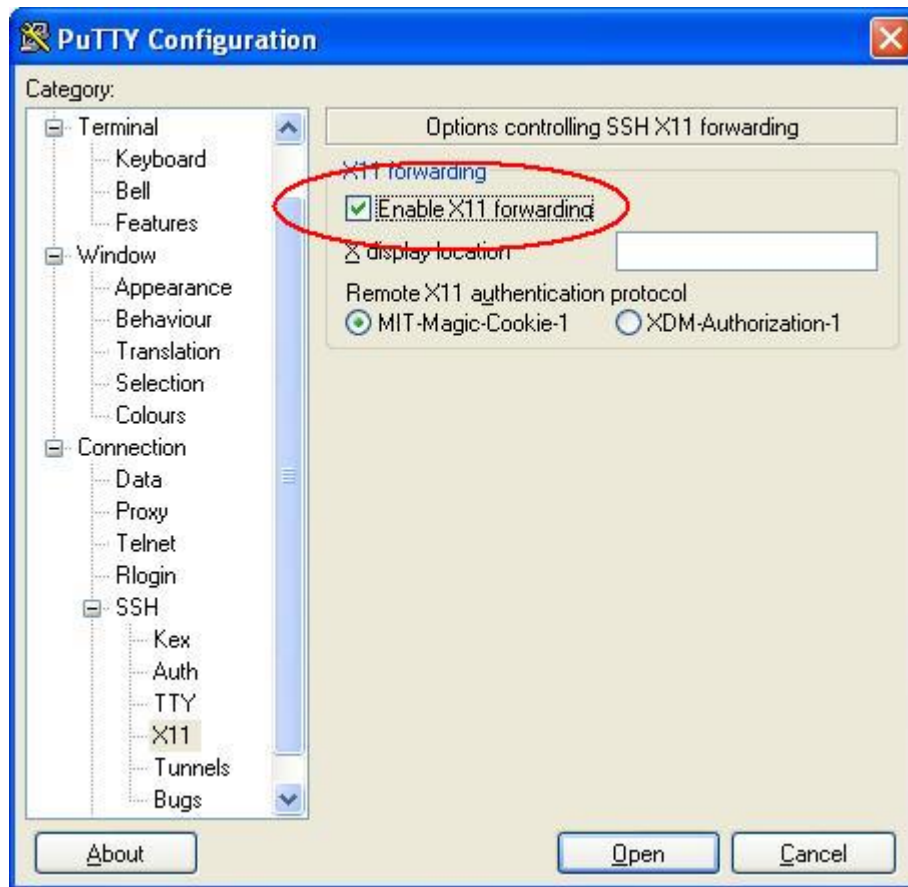 PuTTY Configuration
Category:
Terminal
Keyboard
Bell
Features
Window
Appearance
Behaviour
Translation
Selection
Colours
Connection
Data
Proxy
Telnet
Rlogin
SSH
Kex
Auth
TTY
X11
Tunnels
Bugs
Options controlling SSH X11 forwarding
X11 forwarding
Enable X11 forwarding
X display location
Remote X11 authentication protocol
MIT-Magic-Cookie-1 XDM-Authorization-1
About Open Cancel